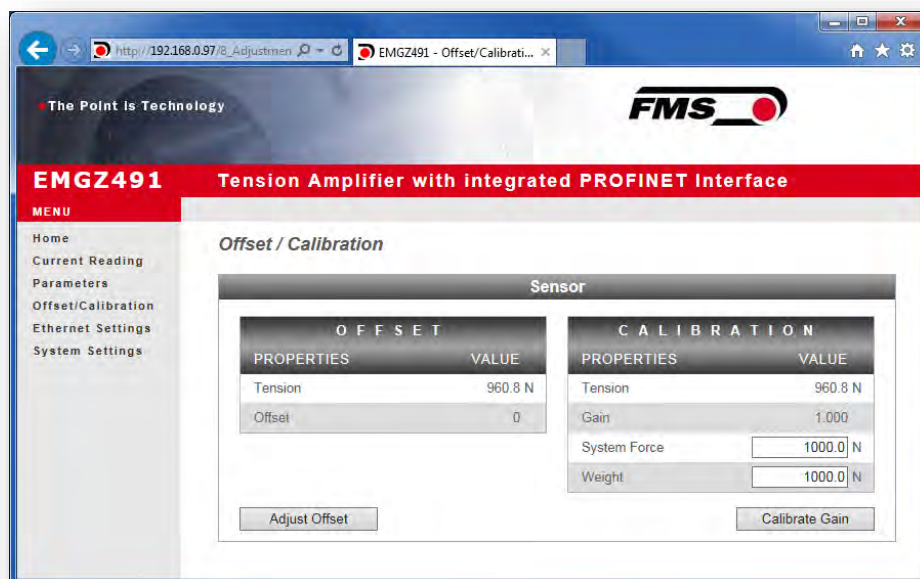 http://192.168.0.97/8_Adjustmen
EMGZ491 - Offset/Calibrati...
The Point Is Technology
FMS
EMGZ491
Tension Amplifier with integrated PROFINET Interface
MENU
Home
Current Reading
Parameters
Offset/Calibration
Ethernet Settings
System Settings
Offset / Calibration
Sensor
OFFSET
PROPERTIES VALUE
Tension 960.8 N
Offset 0
Adjust Offset
CALIBRATION
PROPERTIES VALUE
Tension 960.8 N
Gain 1.000
System Force 1000.0 N
Weight 1000.0 N
Calibrate Gain